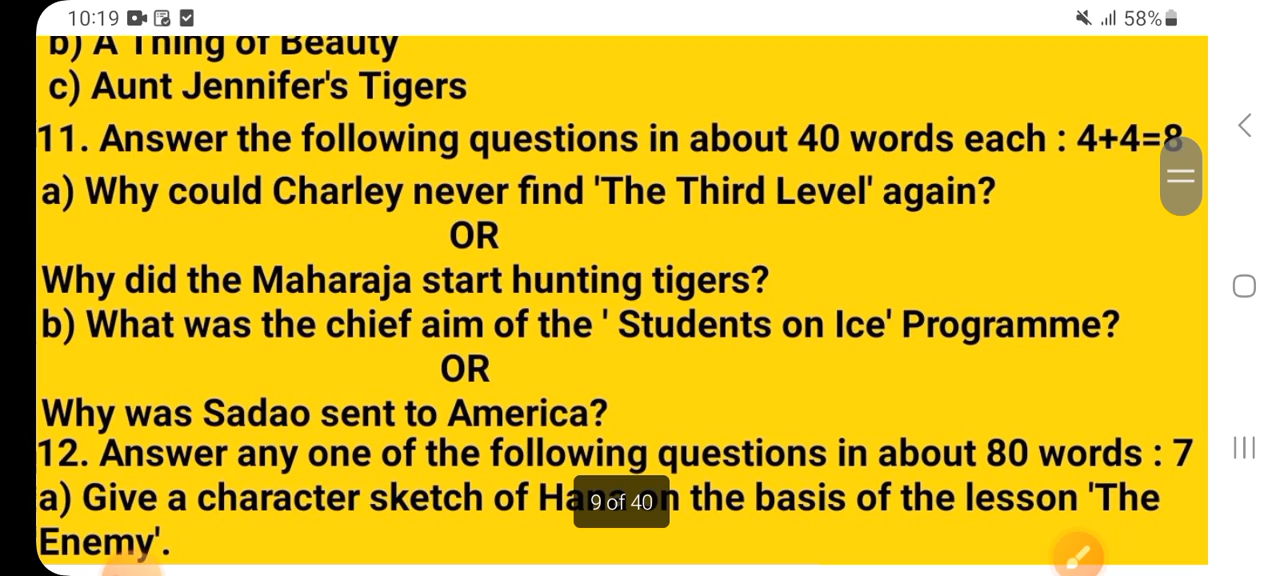 10:19 58%
b) A Thing of Beauty
c) Aunt Jennifer's Tigers
11. Answer the following questions in about 40 words each : 4+4=8
a) Why could Charley never find 'The Third Level' again?
OR
Why did the Maharaja start hunting tigers?
b) What was the chief aim of the ' Students on Ice' Programme?
OR
Why was Sadao sent to America?
12. Answer any one of the following questions in about 80 words : 7
a) Give a character sketch of Hana on the basis of the lesson 'The
9 of 40
Enemy'.